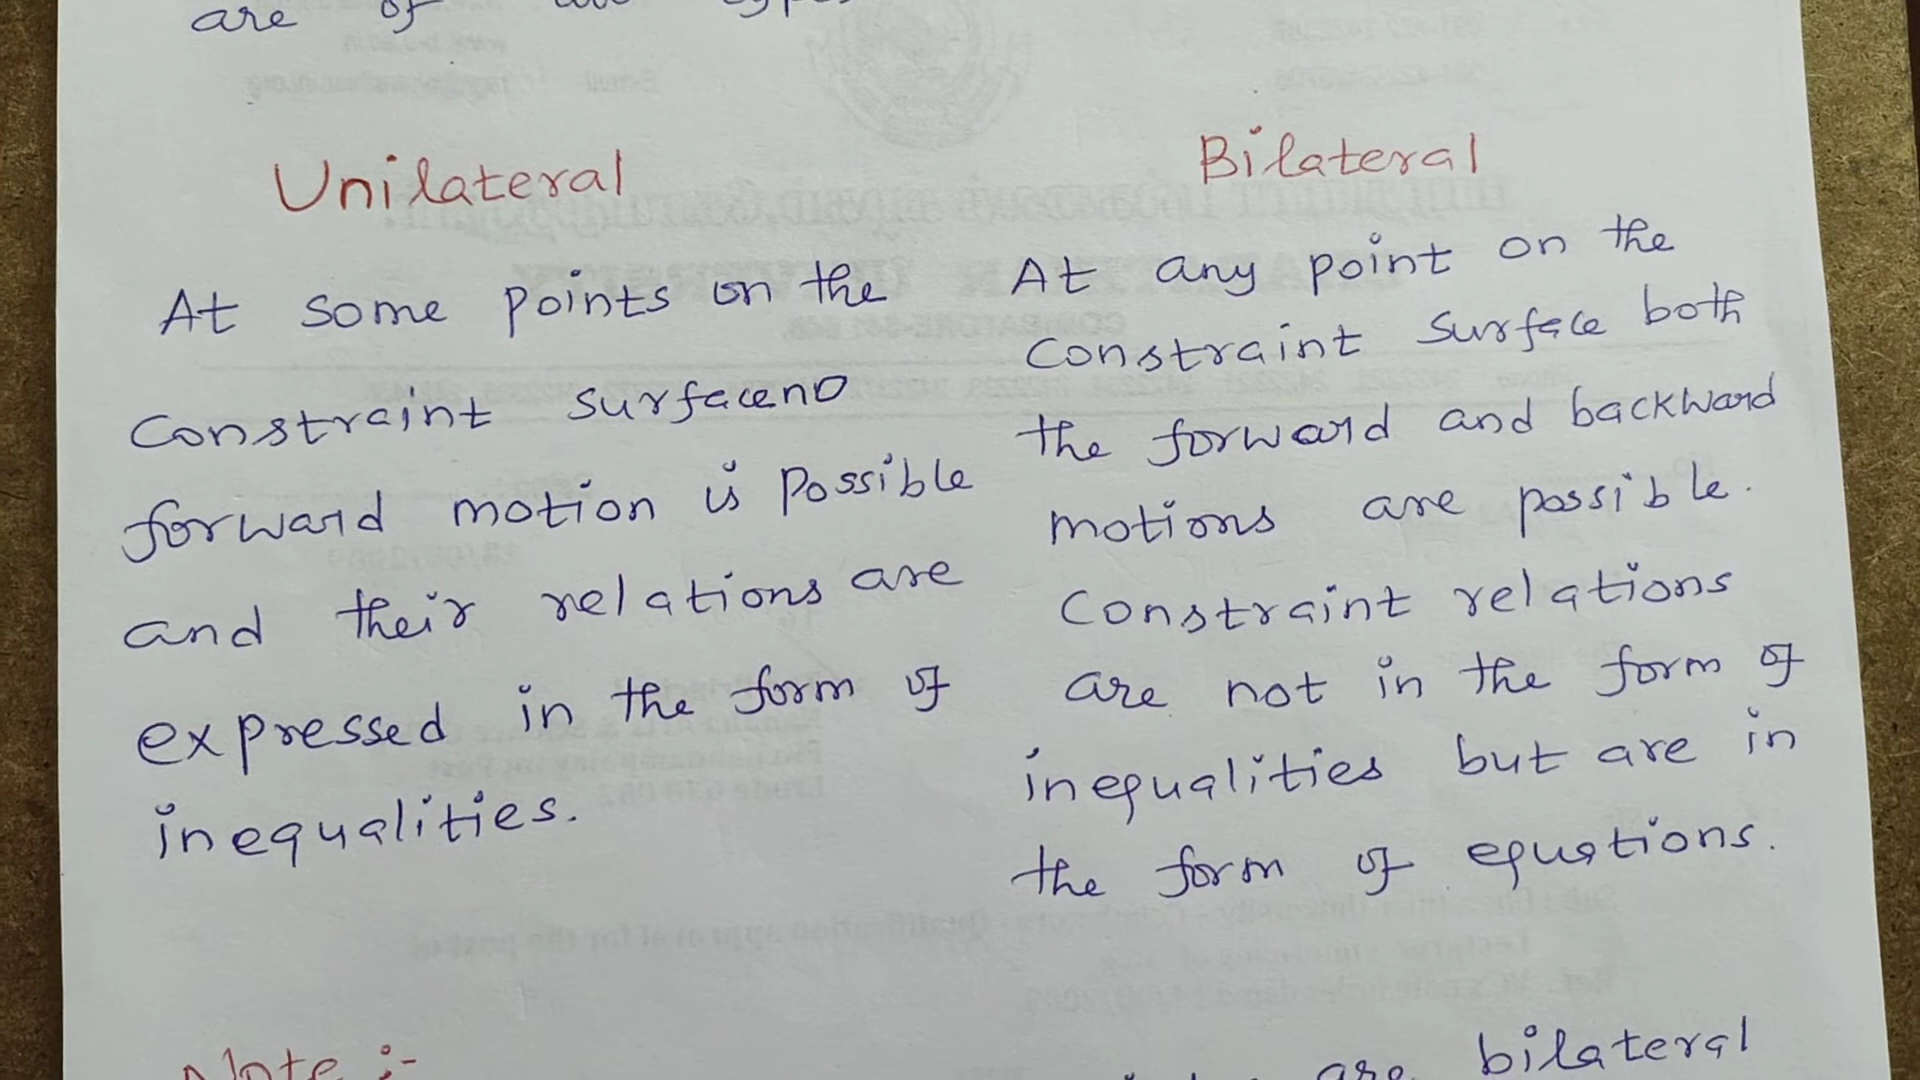 are of types
Unilateral
At some points on the
constraint surface no
forward motion is possible
and their relations are
expressed in the form of
inequalities.
Bilateral
At any point on the
constraint surface both
the forward and backward
motions are possible.
constraint relations
are not in the form of
inequalities but are in
the form of equations.
Note :-
are bilateral